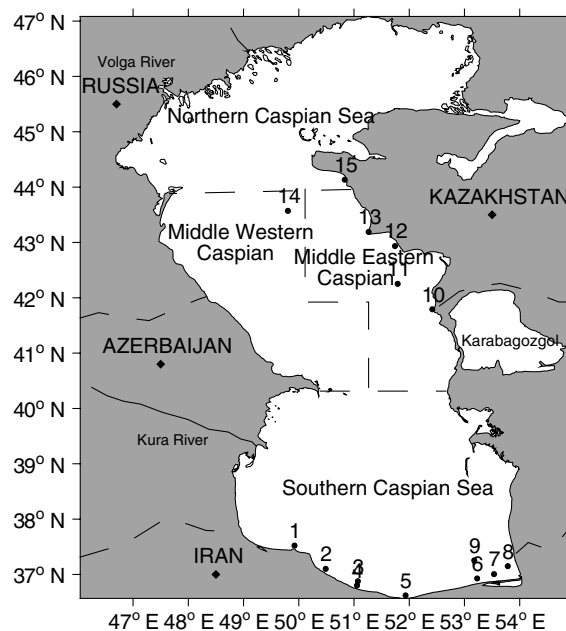 47° N
46° N
45° N
44° N
43° N
42° N
41° N
40° N
39° N
38° N
37° N
Volga River
RUSSIA
Northern Caspian Sea
15
KAZAKHSTAN
14
13
12
Middle Western
Caspian
Middle Eastern
Caspian
11
10
Karabagozgol
AZERBAIJAN
Kura River
Southern Caspian Sea
1
2
3
4
5
6
7
8
9
IRAN
47° E 48° E 49° E 50° E 51° E 52° E 53° E 54° E